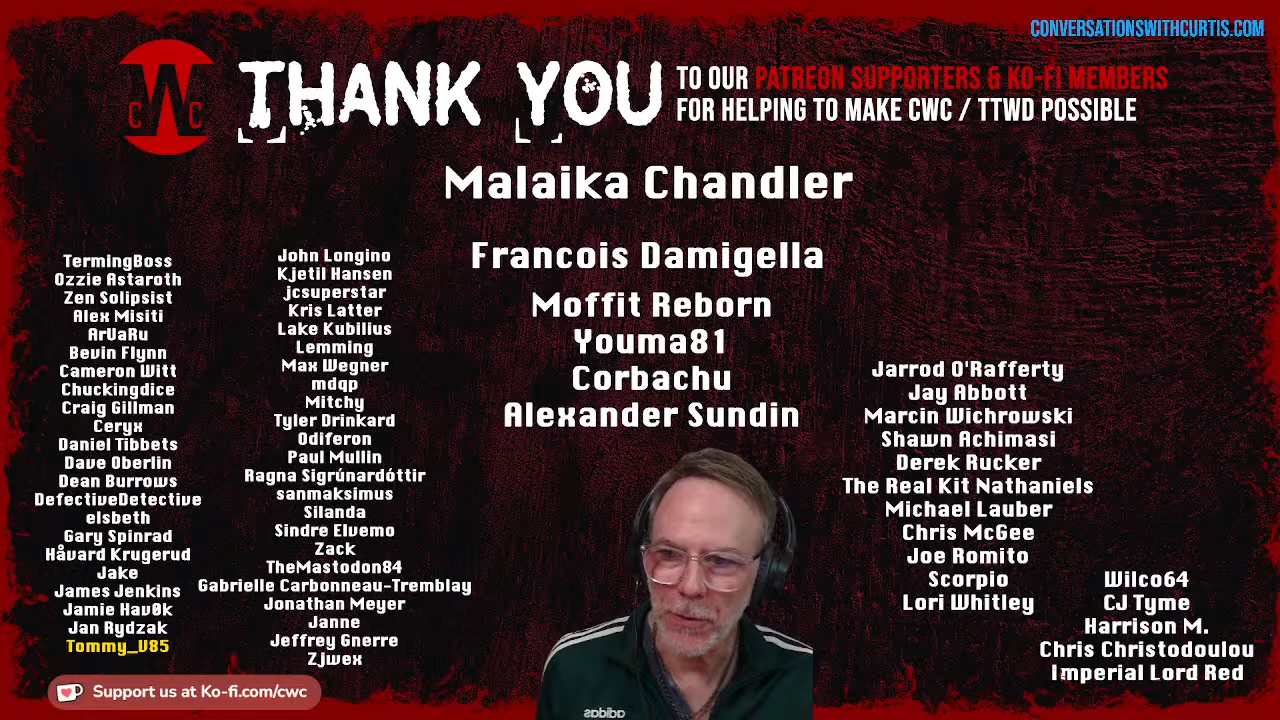 CONVERSATIONSWITHCURTIS.COM
CWC
THANK YOU
TO OUR PATREON SUPPORTERS & KO-FI MEMBERS
FOR HELPING TO MAKE CWC / TTWD POSSIBLE
Malaika Chandler
Francois Damigella
Moffit Reborn
Youma81
Corbachu
Alexander Sundin
TermingBoss
Ozzie Astaroth
Zen Solipsist
Alex Misiti
ArVaRu
Bevin Flynn
Cameron Witt
Chuckingdice
Craig Gillman
Ceryx
Daniel Tibbets
Dave Oberlin
Dean Burrows
DefectiveDetective
elsbeth
Gary Spinrad
Håvard Krugerud
Jake
James Jenkins
Jamie Hav0k
Jan Rydzak
Tommy_V85
John Longino
Kjetil Hansen
jcsuperstar
Kris Latter
Lake Kubilius
Lemming
Max Wegner
mdqp
Mitchy
Tyler Drinkard
Odiferon
Paul Mullin
Ragna Sigrúnardóttir
sanmaksimus
Silanda
Sindre Elvemo
Zack
TheMastodon84
Gabrielle Carbonneau-Tremblay
Jonathan Meyer
Janne
Jeffrey Gnerre
Zjwex
Jarrod O'Rafferty
Jay Abbott
Marcin Wichrowski
Shawn Achimasi
Derek Rucker
The Real Kit Nathaniels
Michael Lauber
Chris McGee
Joe Romito
Scorpio
Lori Whitley
Wilco64
CJ Tyme
Harrison M.
Chris Christodoulou
Imperial Lord Red
Support us at Ko-fi.com/cwc
adidas